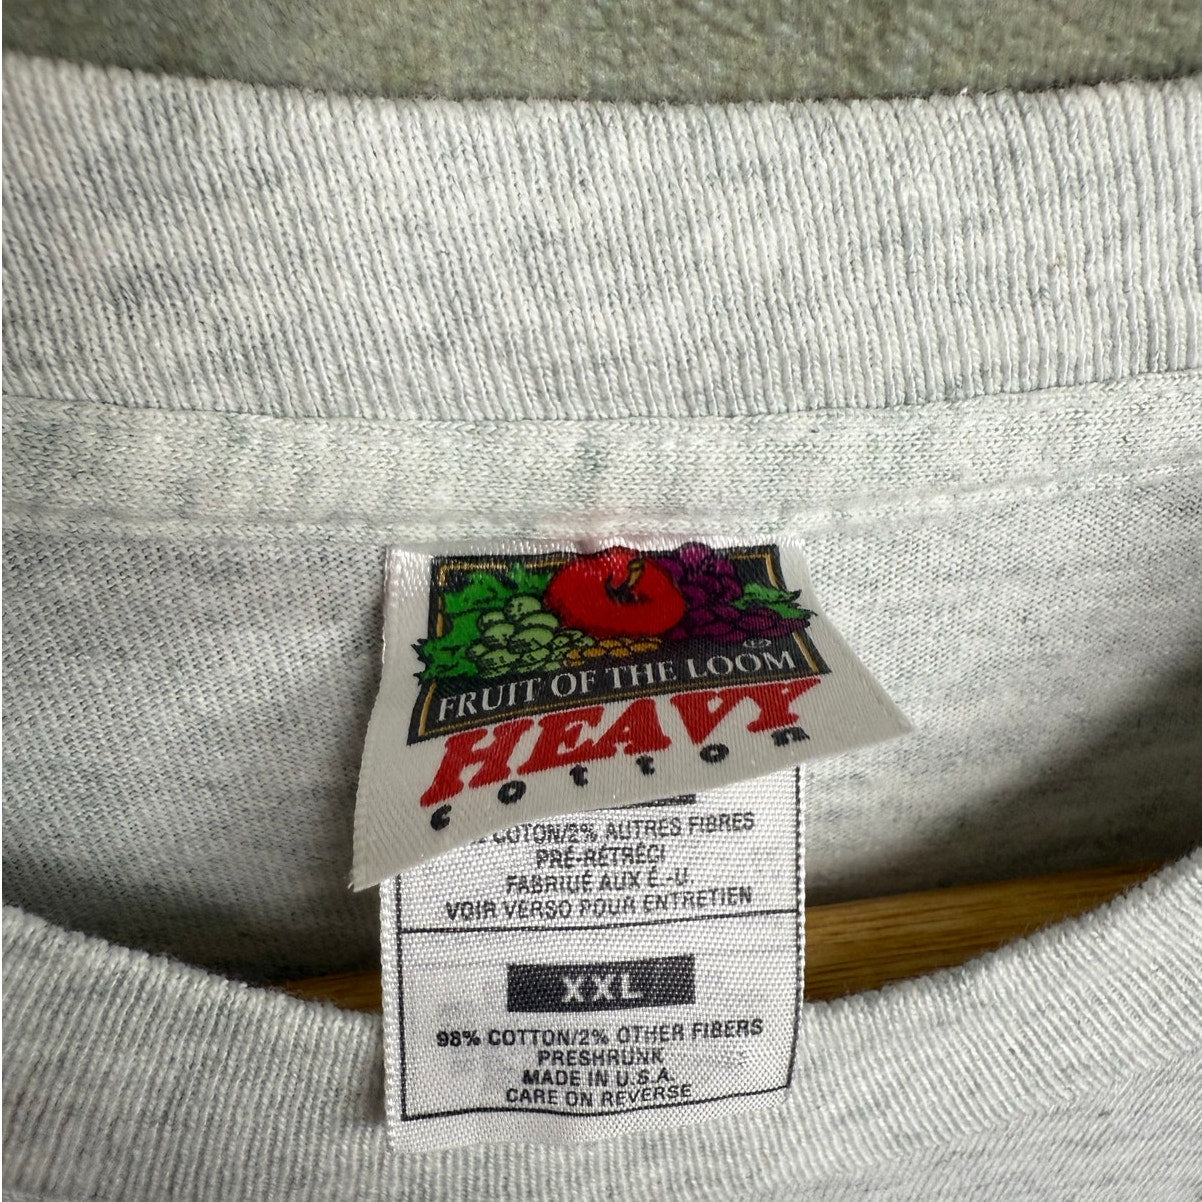 FRUIT OF THE LOOM
HEAVY
cotton
COTON/2% AUTRES FIBRES
PRÉ-RÉTRÉCI
FABRIQUÉ AUX É.-U.
VOIR VERSO POUR ENTRETIEN
XXL
98% COTTON/2% OTHER FIBERS
PRESHRUNK
MADE IN U.S.A.
CARE ON REVERSE